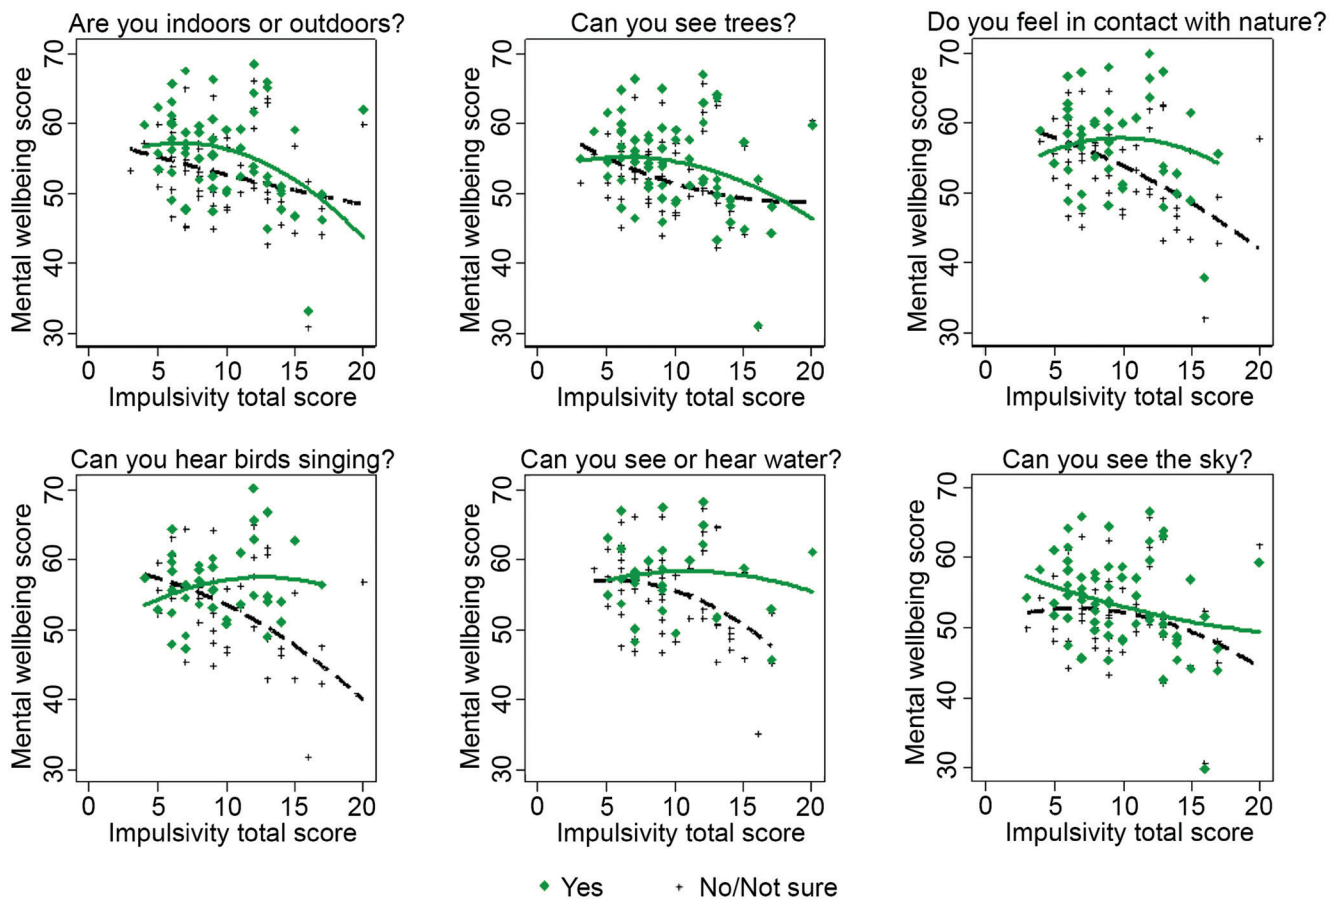 Are you indoors or outdoors?
Can you see trees?
Do you feel in contact with nature?
Mental wellbeing score
70
60
50
40
30
0 5 10 15 20
Impulsivity total score
Mental wellbeing score
70
60
50
40
30
0 5 10 15 20
Impulsivity total score
Mental wellbeing score
70
60
50
40
30
0 5 10 15 20
Impulsivity total score
Can you hear birds singing?
Can you see or hear water?
Can you see the sky?
Mental wellbeing score
70
60
50
40
30
0 5 10 15 20
Impulsivity total score
Mental wellbeing score
70
60
50
40
30
0 5 10 15 20
Impulsivity total score
Mental wellbeing score
70
60
50
40
30
0 5 10 15 20
Impulsivity total score
Yes
No/Not sure